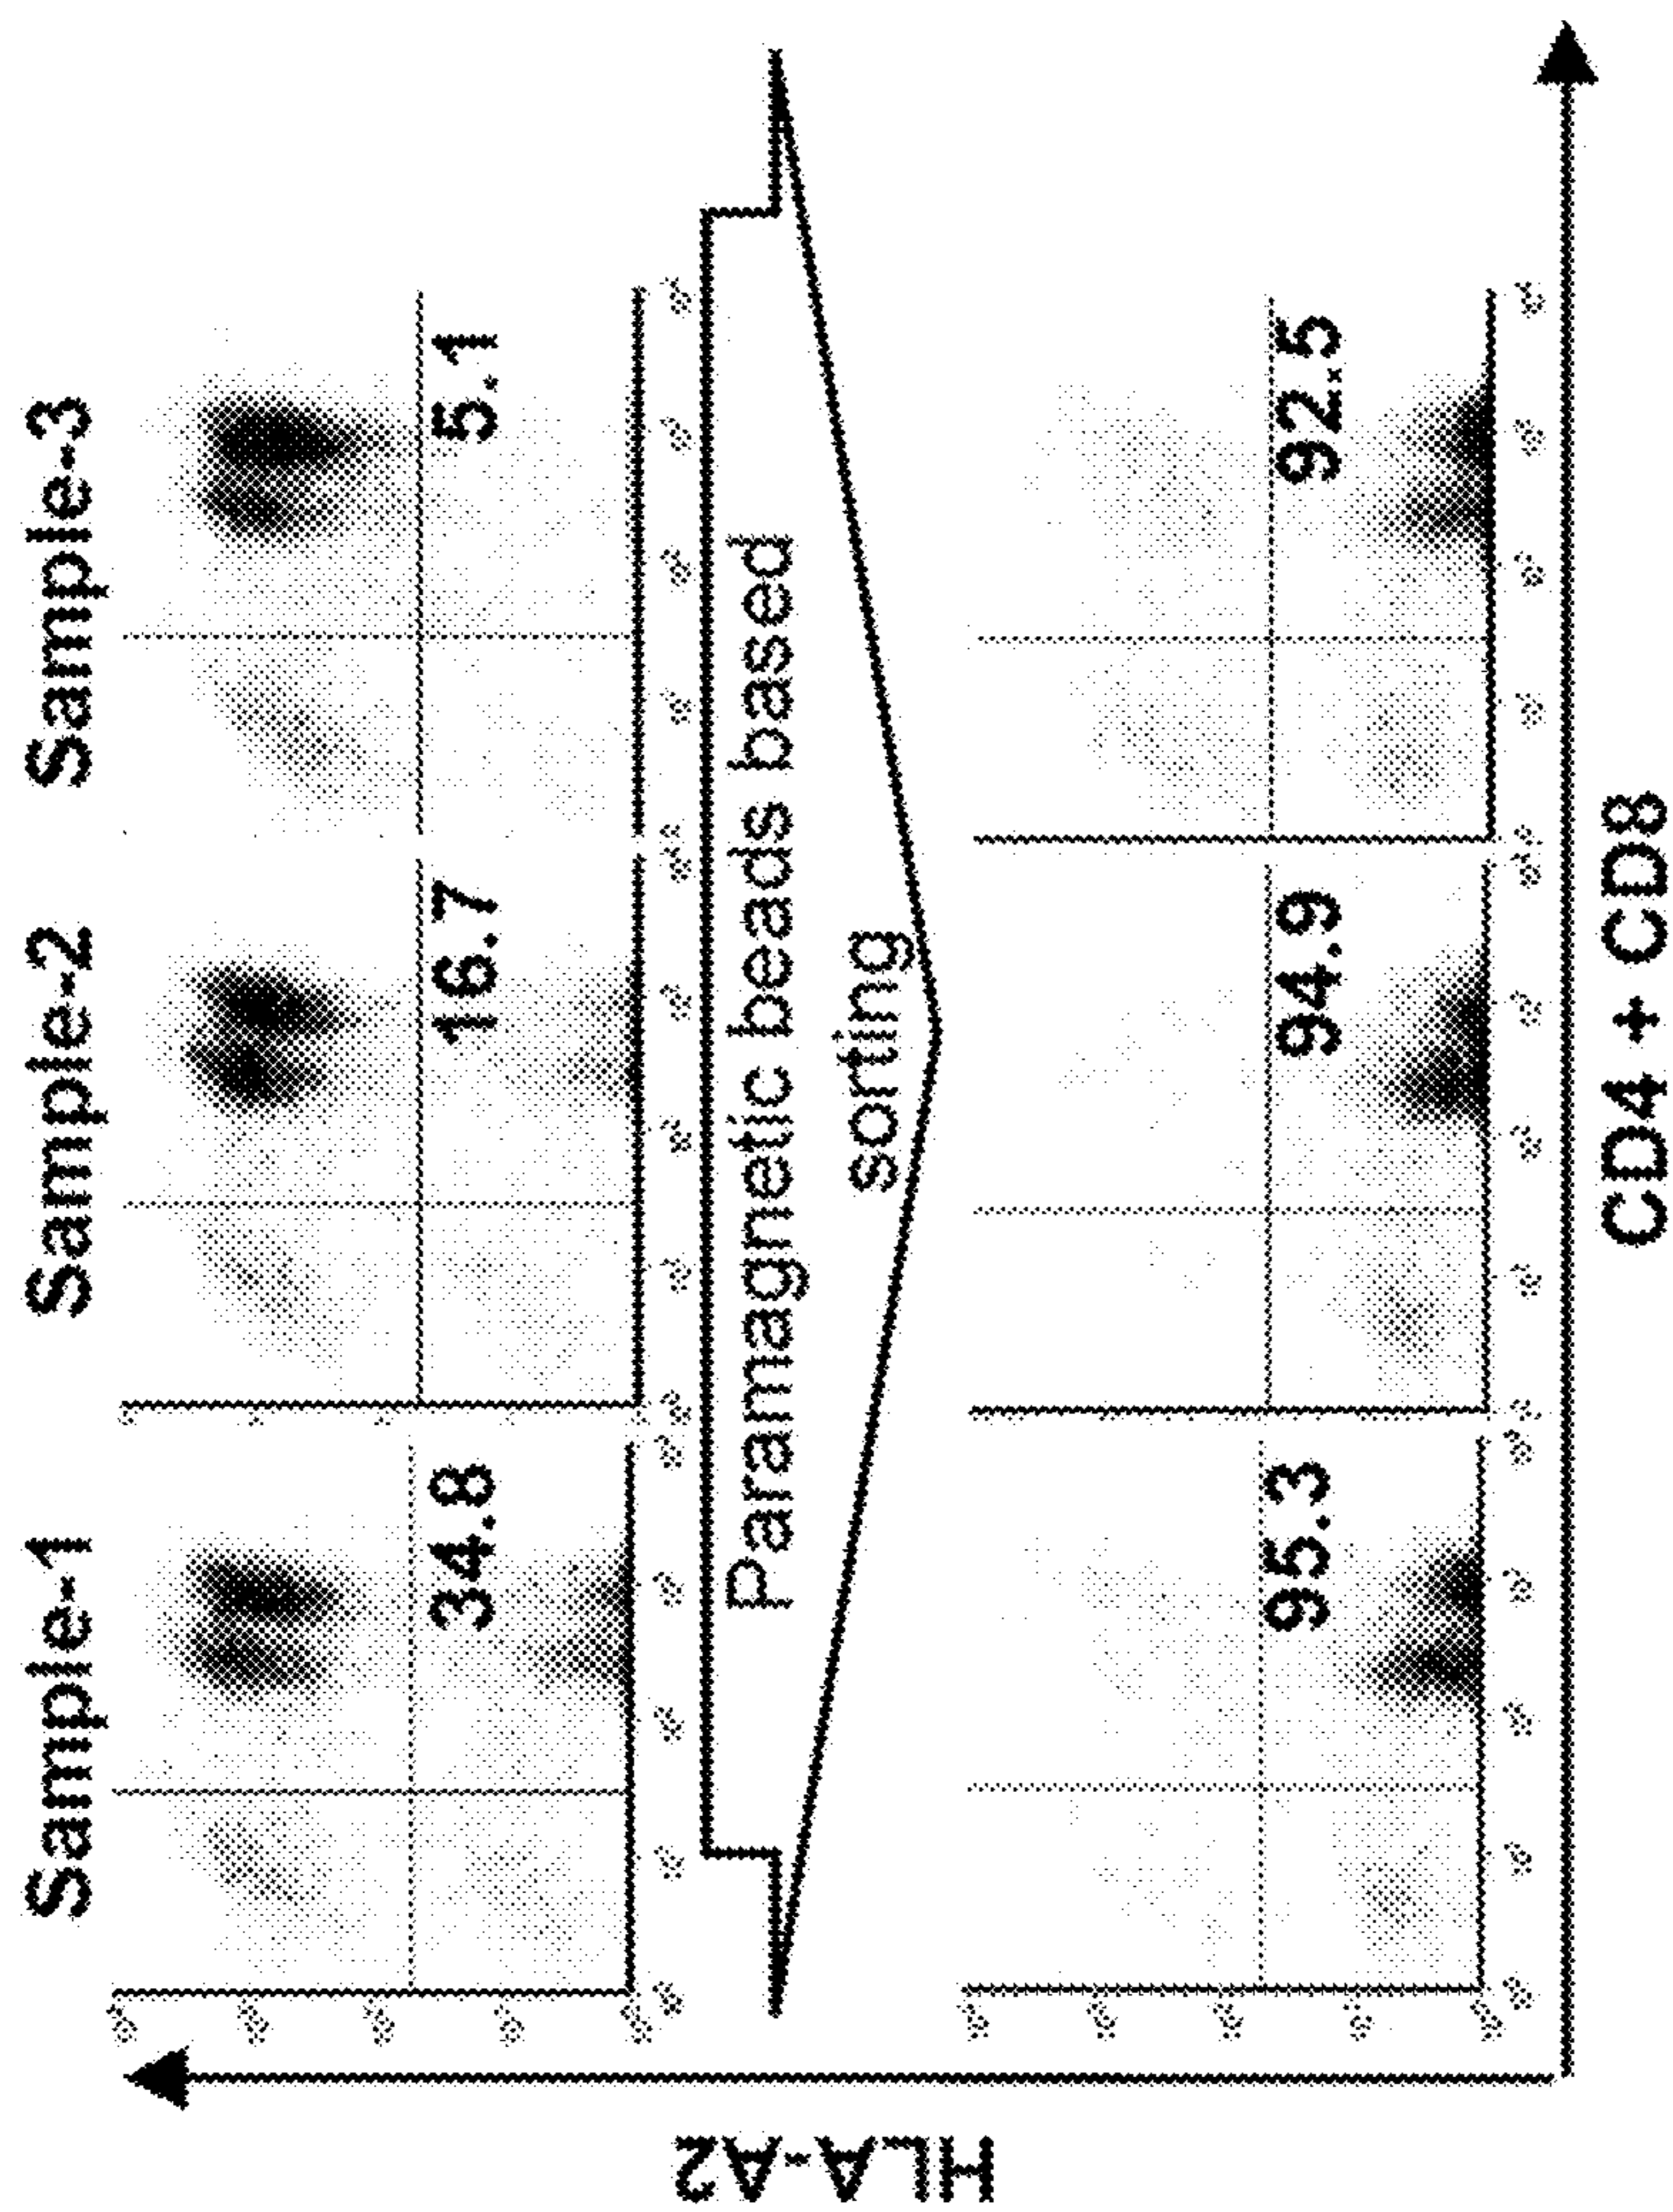 Sample-1
Sample-2
Sample-3
34.8
16.7
5.1
Paramagnetic beads based
sorting
95.3
94.9
92.5
HLA-A2
CD4 + CD8